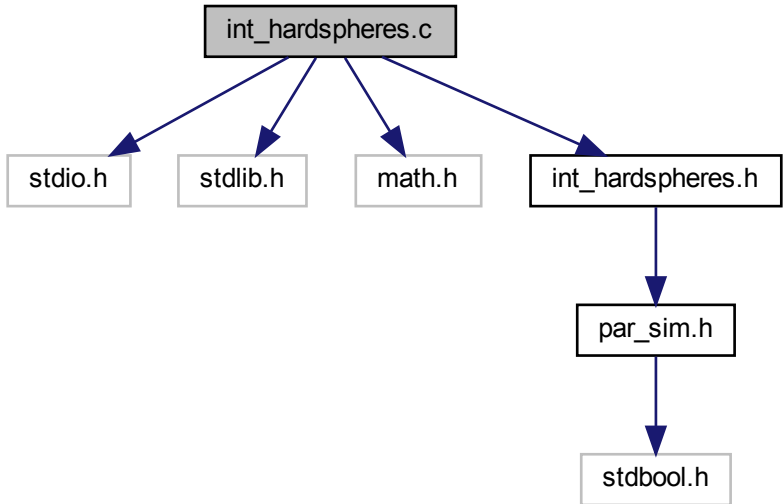 int_hardspheres.c
stdio.h
stdlib.h
math.h
int_hardspheres.h
par_sim.h
stdbool.h